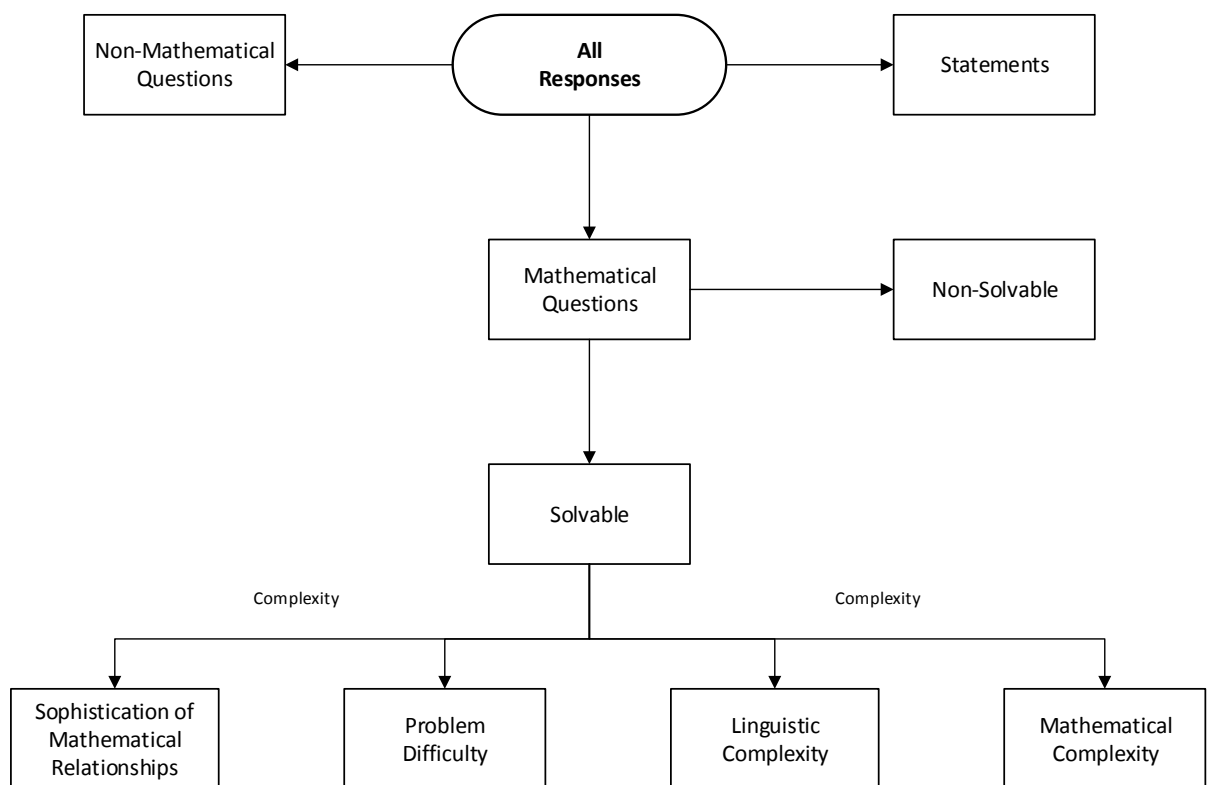 Non-Mathematical
Questions
All
Responses
Statements
Mathematical
Questions
Non-Solvable
Solvable
Complexity
Complexity
Sophistication of
Mathematical
Relationships
Problem
Difficulty
Linguistic
Complexity
Mathematical
Complexity